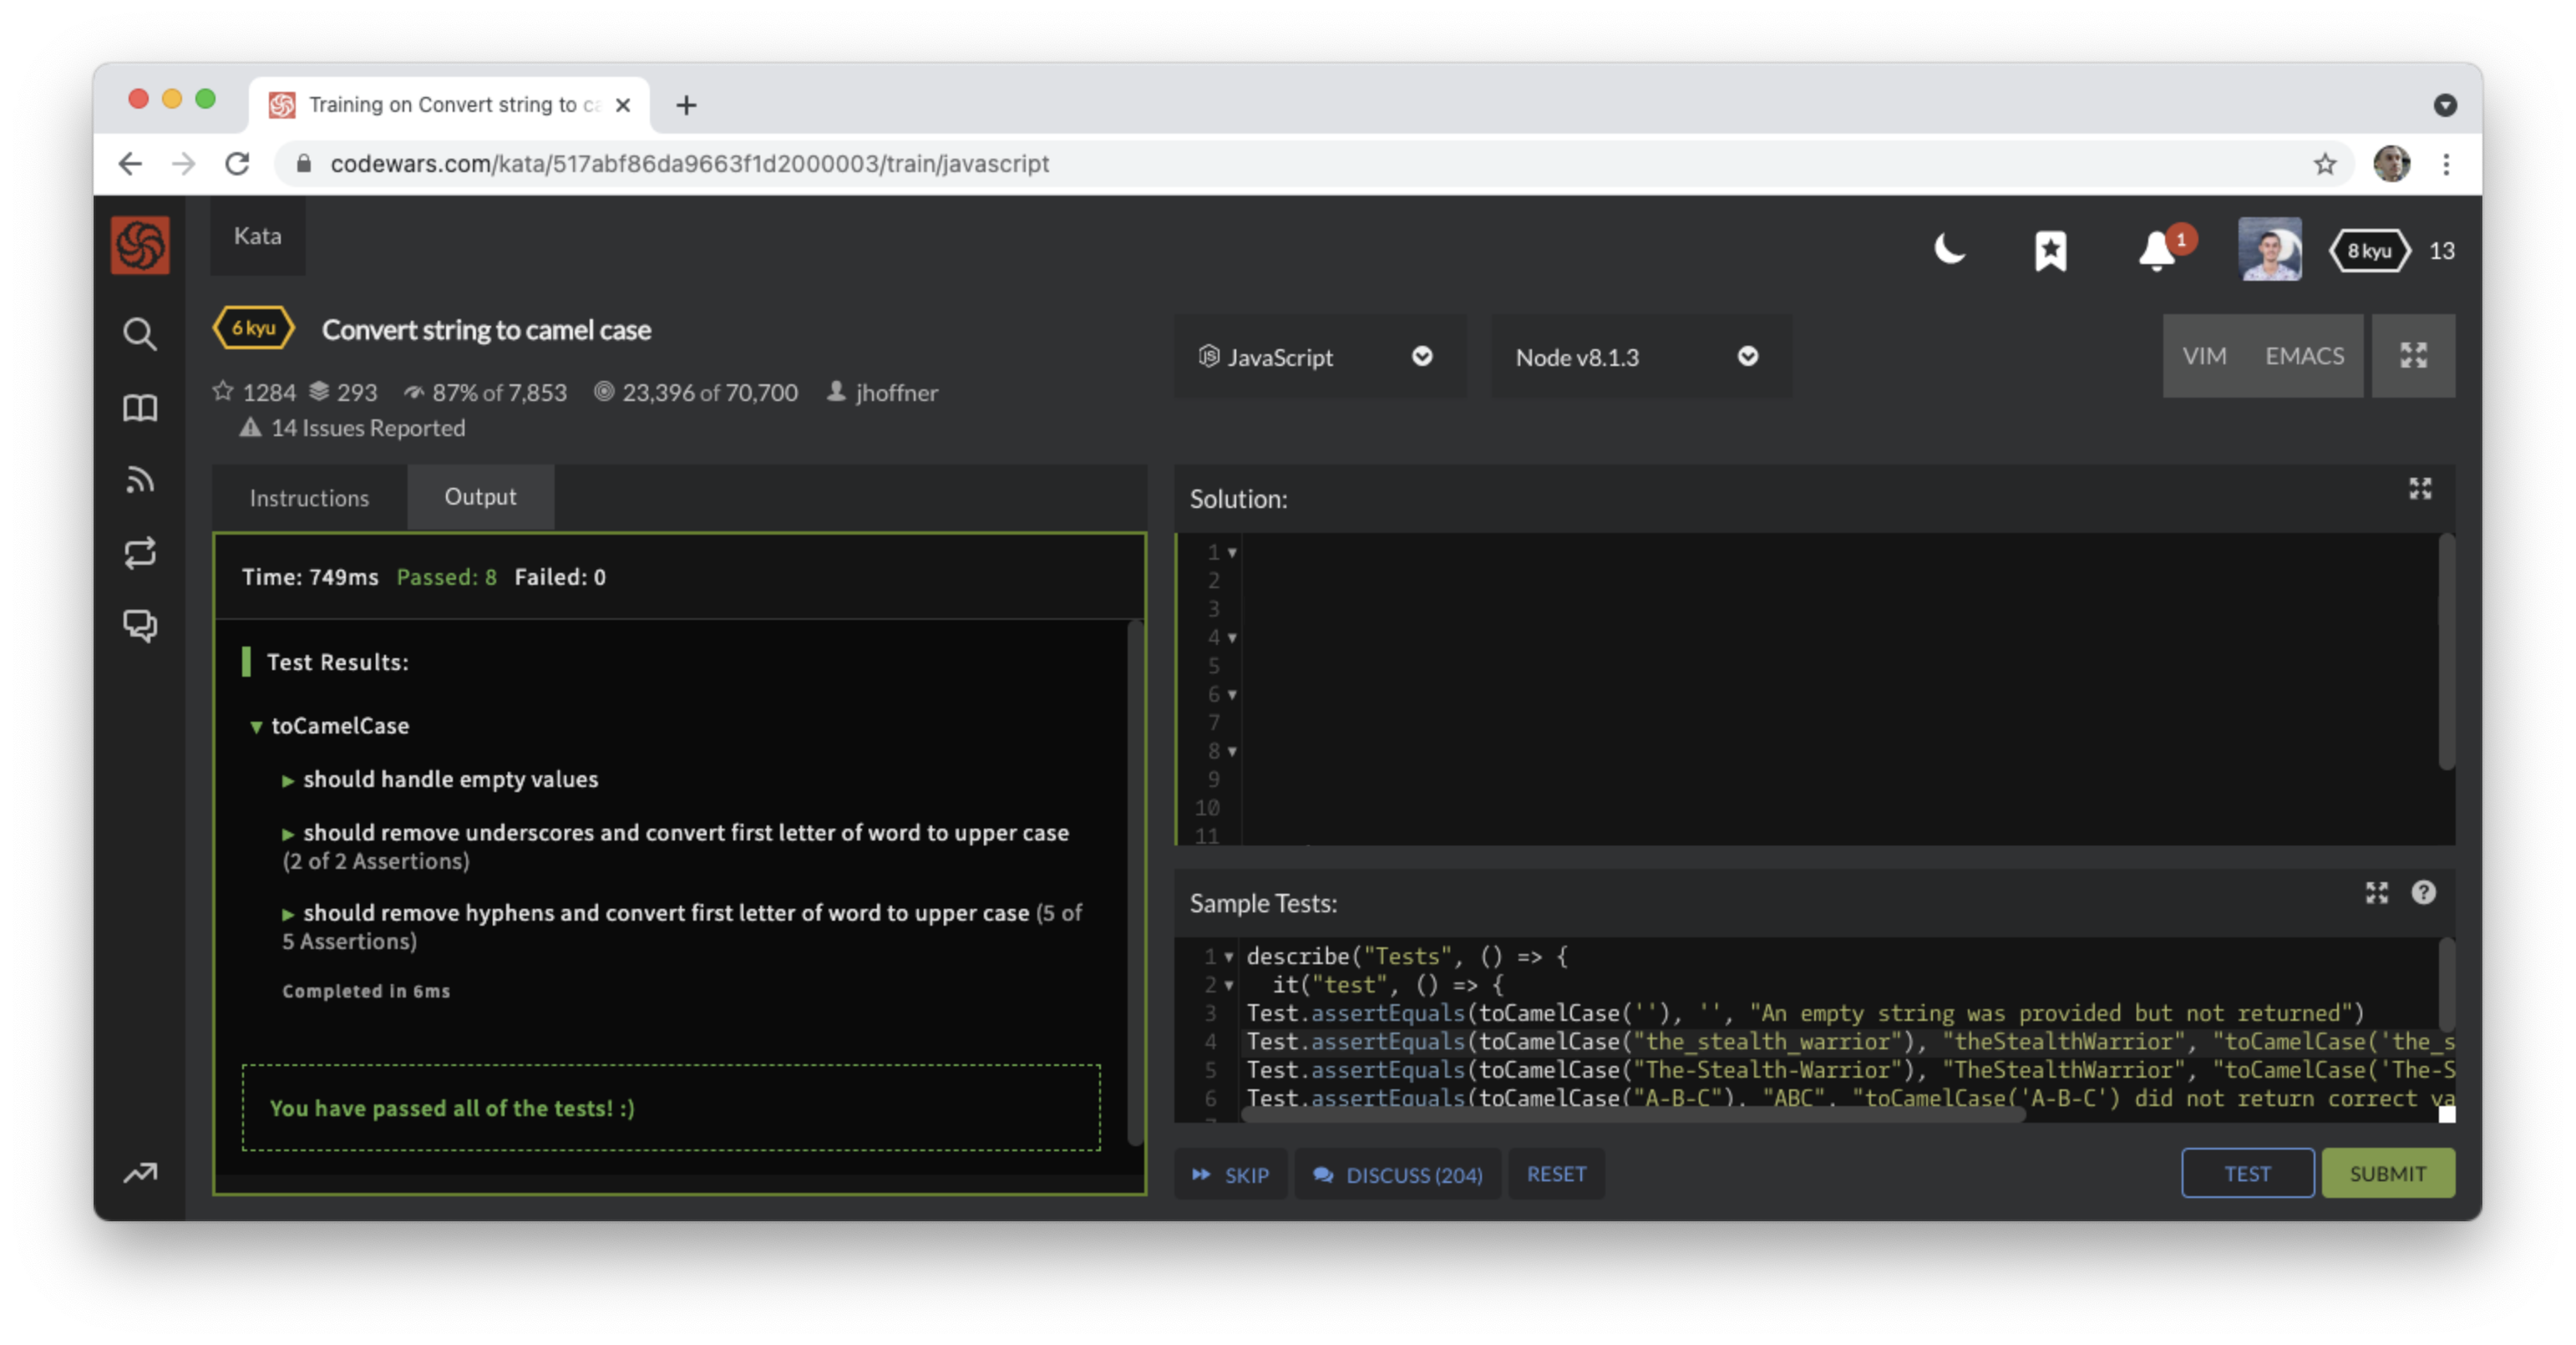 Training on Convert string to ca
codewars.com/kata/517abf86da9663f1d2000003/train/javascript
Kata
1
8 kyu
13
6 kyu
Convert string to camel case
1284 293 87% of 7,853 23,396 of 70,700 jhoffner
14 Issues Reported
JS JavaScript
Node v8.1.3
VIM EMACS
Instructions
Output
Time: 749ms Passed: 8 Failed: 0
Test Results:
toCamelCase
should handle empty values
should remove underscores and convert first letter of word to upper case
(2 of 2 Assertions)
should remove hyphens and convert first letter of word to upper case (5 of
5 Assertions)
Completed in 6ms
You have passed all of the tests! :)
Solution:
1
2
3
4
5
6
7
8
9
10
11
Sample Tests:
1 describe("Tests", () => {
2 it("test", () => {
3 Test.assertEquals(toCamelCase(''), '', "An empty string was provided but not returned")
4 Test.assertEquals(toCamelCase("the_stealth_warrior"), "theStealthWarrior", "toCamelCase('the_s
5 Test.assertEquals(toCamelCase("The-Stealth-Warrior"), "TheStealthWarrior", "toCamelCase('The-S
6 Test.assertEquals(toCamelCase("A-B-C"), "ABC", "toCamelCase('A-B-C') did not return correct va
SKIP
DISCUSS (204)
RESET
TEST
SUBMIT